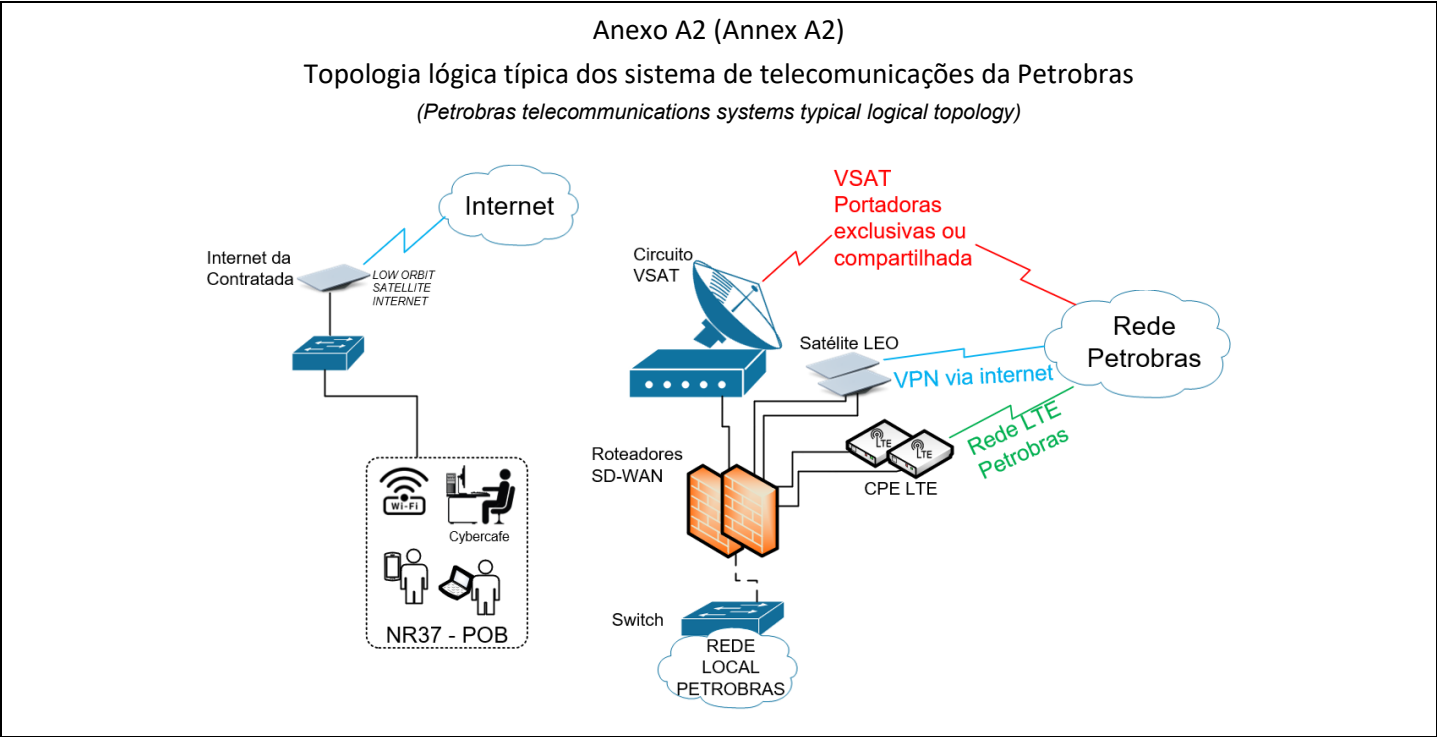 Anexo A2 (Annex A2)
Topologia lógica típica dos sistema de telecomunicações da Petrobras
(Petrobras telecommunications systems typical logical topology)
Internet
Internet da
Contratada
LOW ORBIT
SATELLITE
INTERNET
Wi-Fi
Cybercafe
NR37 - POB
VSAT
Portadoras
exclusivas ou
compartilhada
Circuito
VSAT
Satélite LEO
VPN via internet
Rede
Petrobras
Rede LTE
Petrobras
LTE
LTE
CPE LTE
Roteadores
SD-WAN
Switch
REDE
LOCAL
PETROBRAS